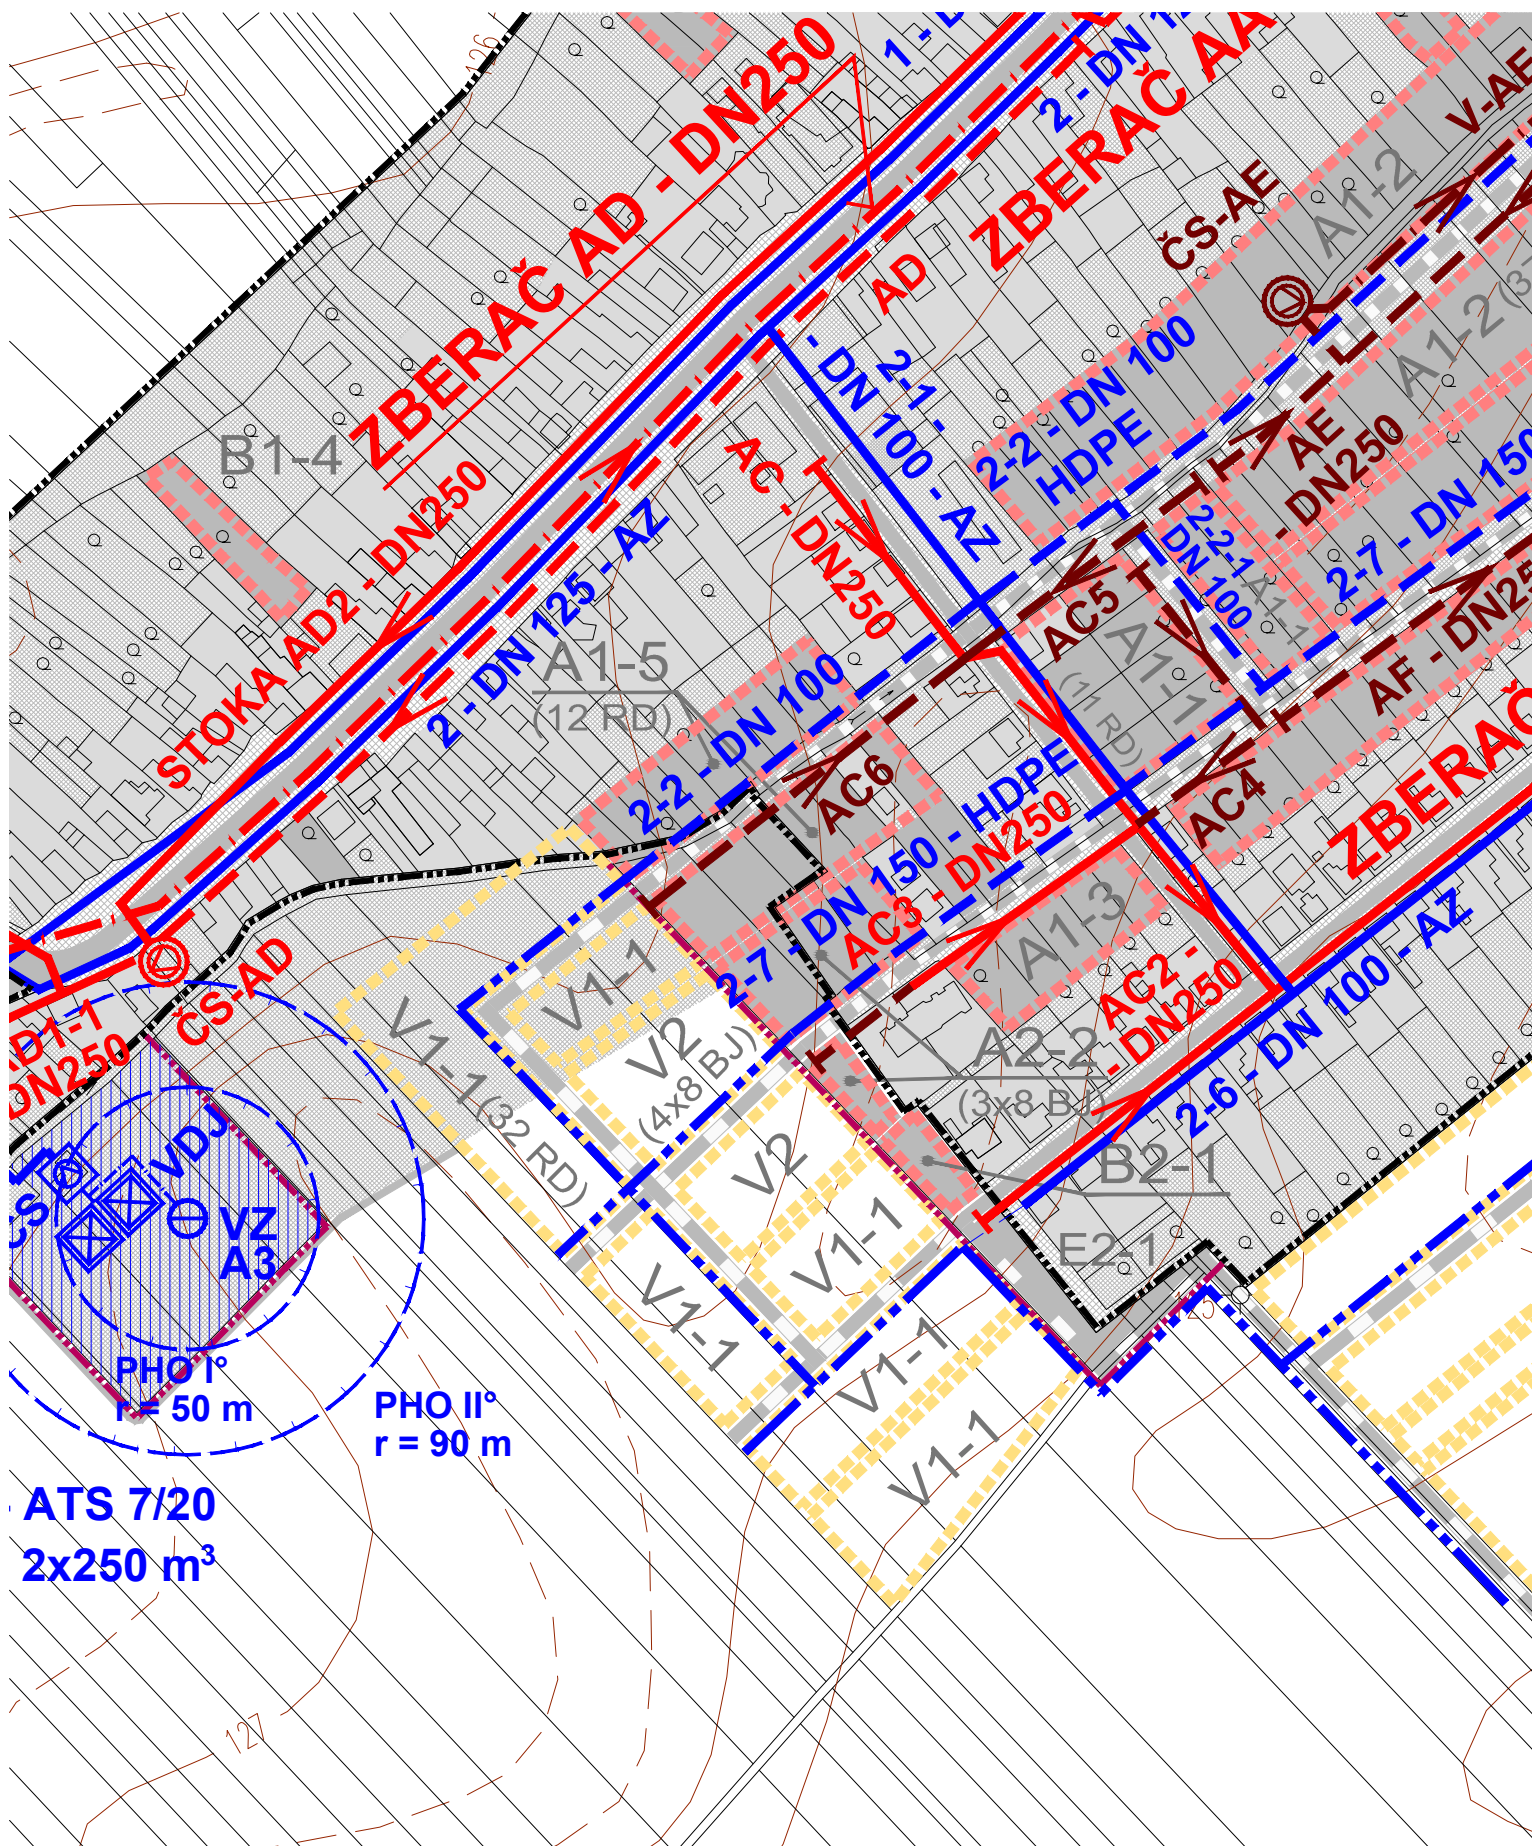 126
ZBERAČ AD - DN250
ZBERAČ AA
V-AF
A1-2
ČS-AE
AD
A1-2
2-1 -
- DN 100 - AZ
2-2 - DN 100
HDPE
AE
- DN250
2-7 - DN 150
B1-4
AC - DN250
STOKA AD2 - DN250
2 - DN 125 - AZ
2-2-1
DN 100
A1-1
AC5
A1-1
(11 RD)
AF - DN25
A1-5
(12 RD)
2-2 - DN 100
AC6
AC4
ZBERAČ
2-7 - DN 150 - HDPE
AC3 - DN250
A1-3
AC2 -
- DN250
2-6 - DN 100 - AZ
ČS-AD
AD1-1
DN250
V1-1
V1-1
(32 RD)
V2
(4x8 BJ)
A2-2
(3x8 BJ)
B2-1
V2
V1-1
E2-1
125
VDJ
ČS
VZ
A3
V1-1
V1-1
V1-1
PHO I°
r = 50 m
PHO II°
r = 90 m
ATS 7/20
2x250 m³
127